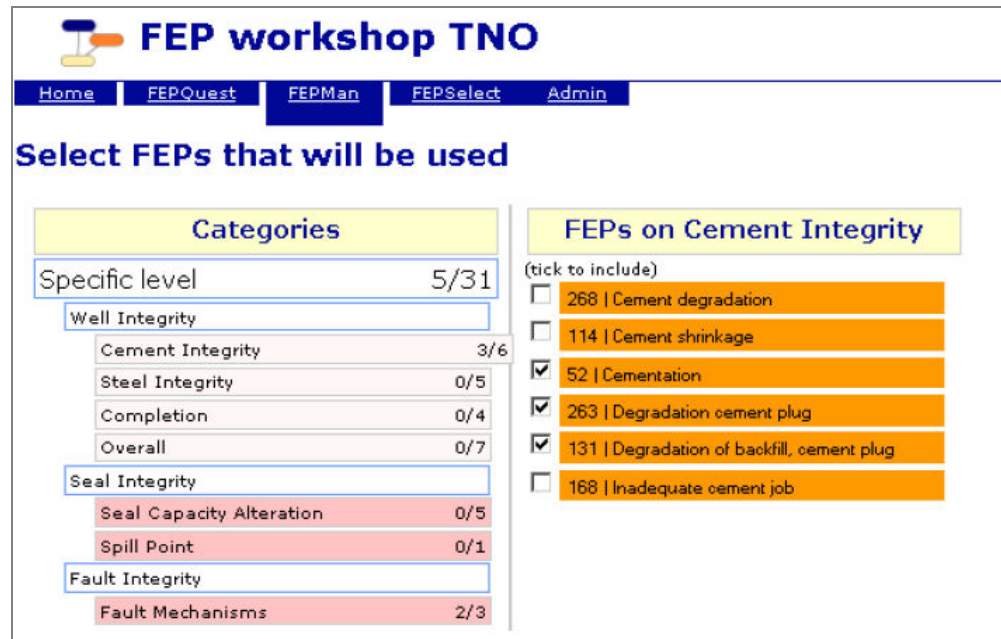 FEP workshop TNO
Home FEPQuest FEPMan FEPSelect Admin
Select FEPs that will be used
Categories
Specific level 5/31
Well Integrity
Cement Integrity 3/6
Steel Integrity 0/5
Completion 0/4
Overall 0/7
Seal Integrity
Seal Capacity Alteration 0/5
Spill Point 0/1
Fault Integrity
Fault Mechanisms 2/3
FEPs on Cement Integrity
(tick to include)
268 | Cement degradation
114 | Cement shrinkage
52 | Cementation
263 | Degradation cement plug
131 | Degradation of backfill, cement plug
168 | Inadequate cement job